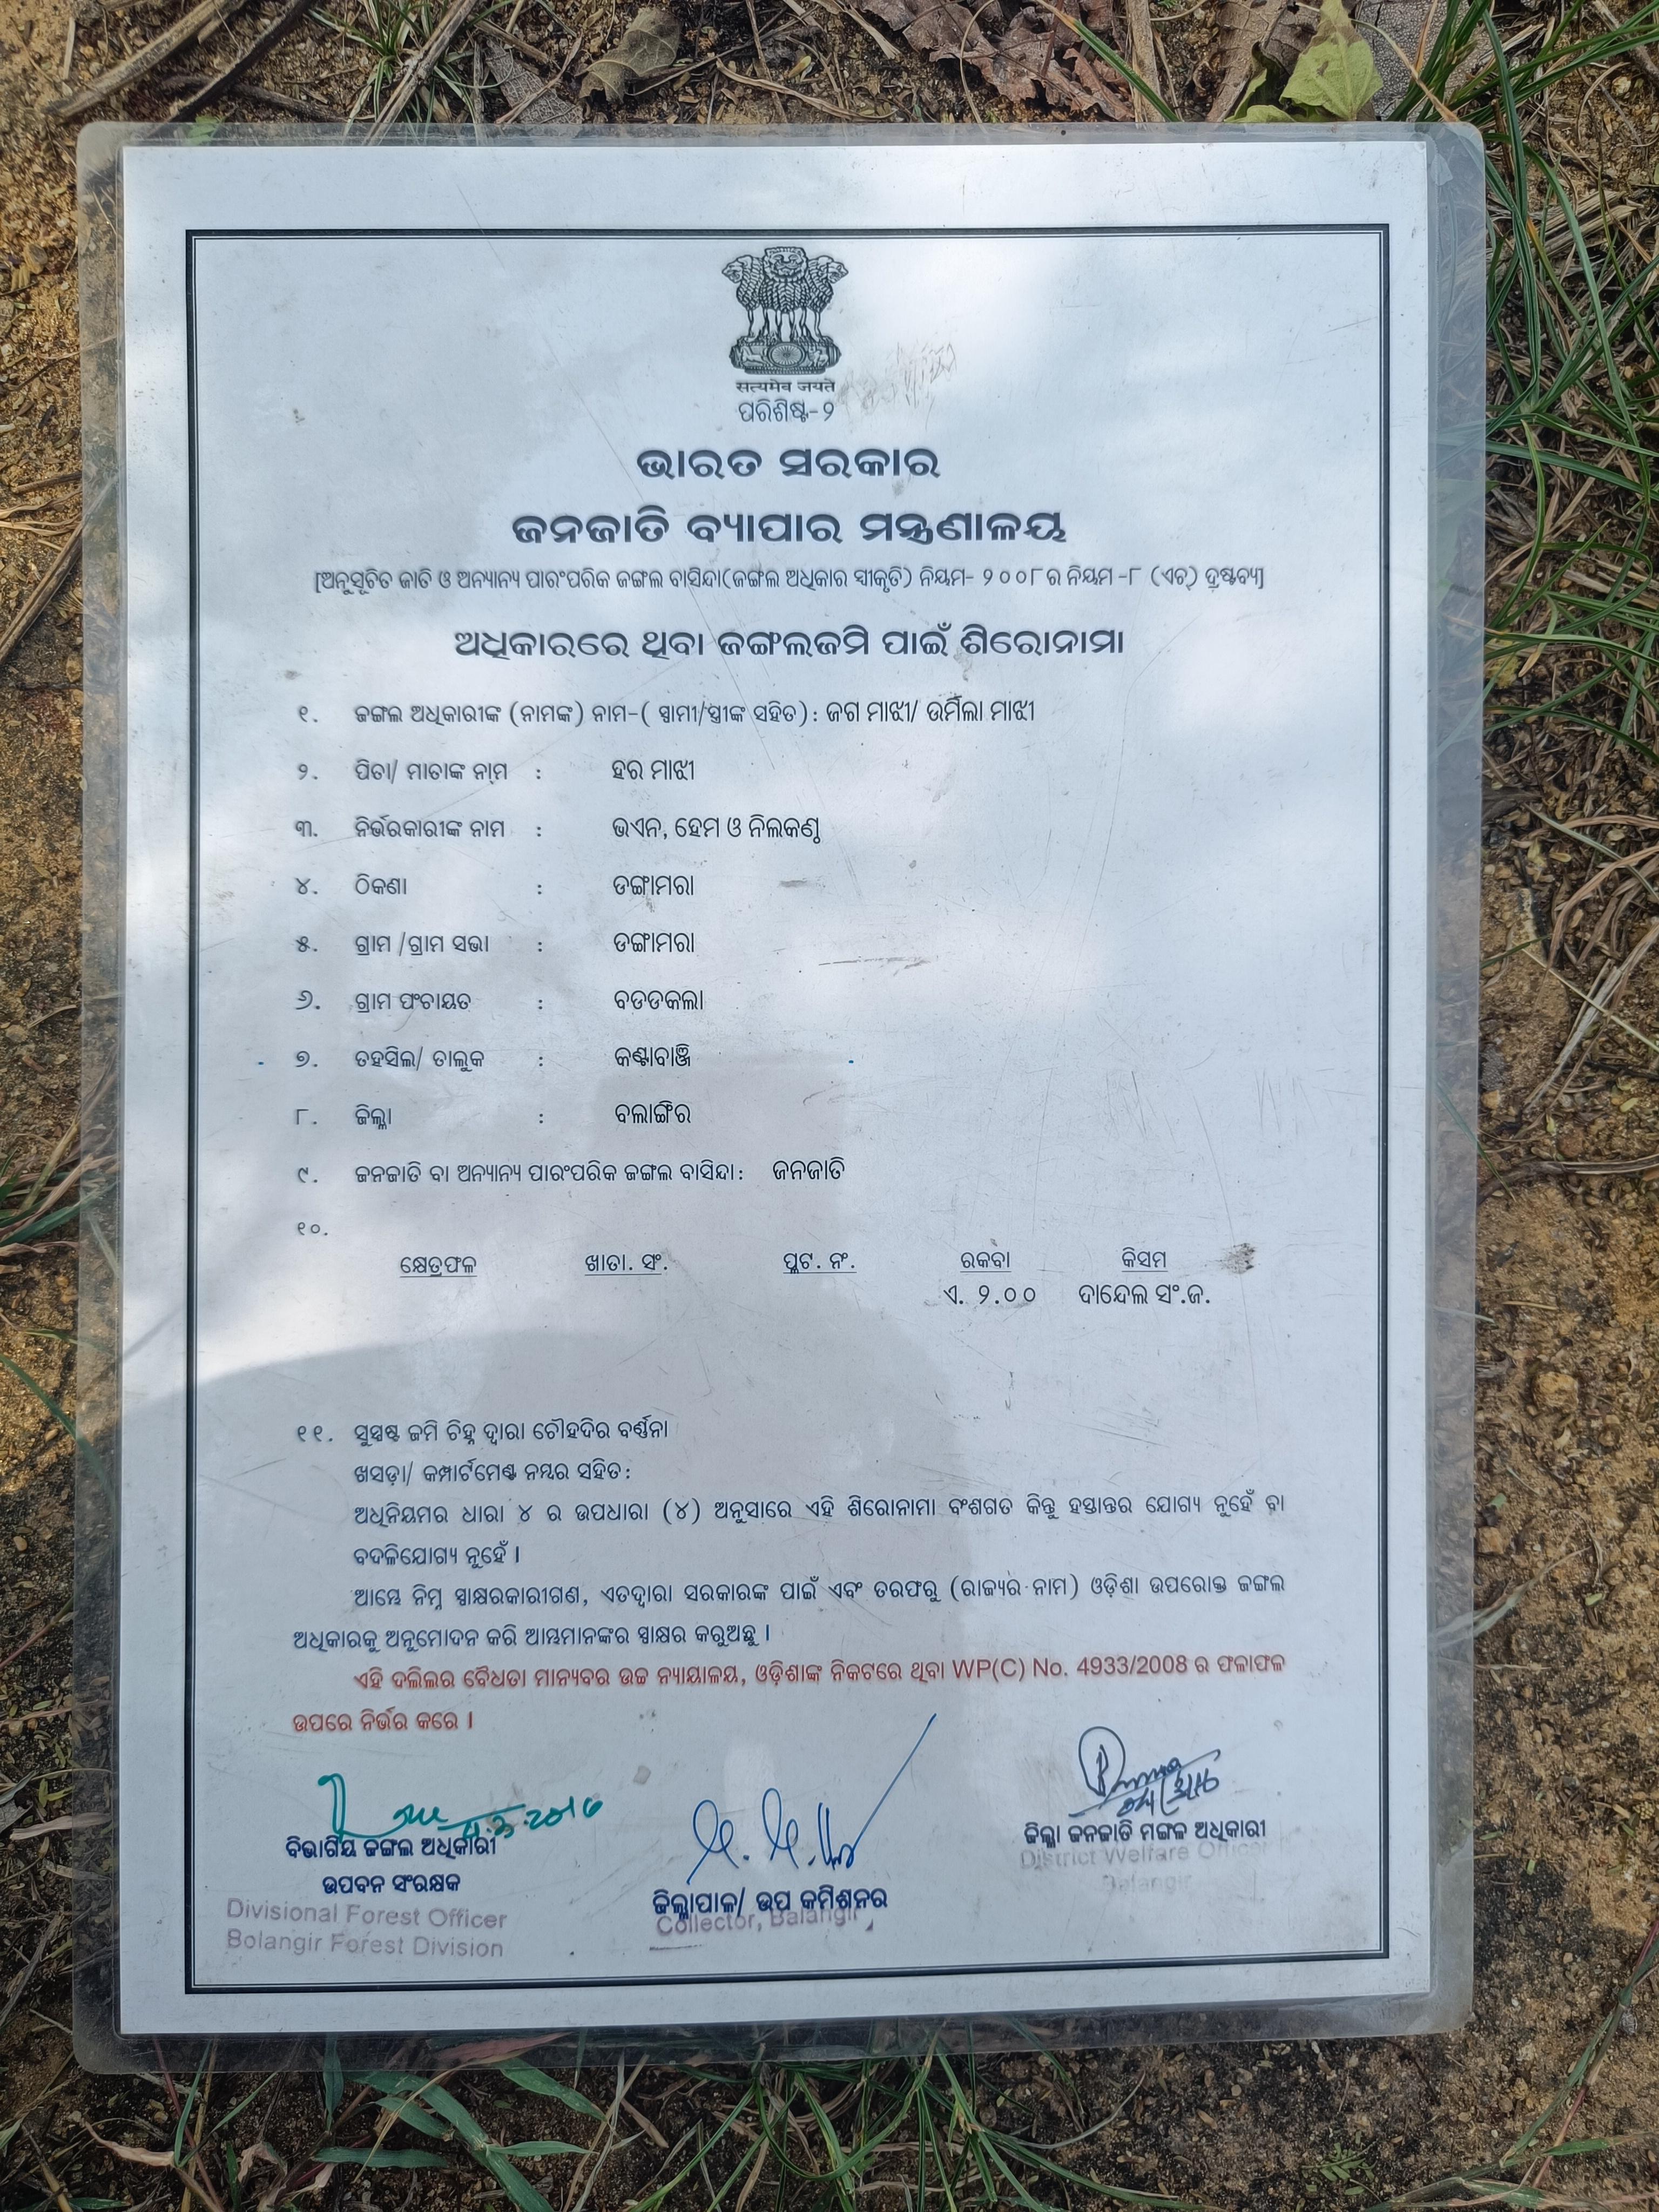 सत्यमेव जयते
ପରିଶିଷ୍ଟ-୨
ଭାରତ ସରକାର
ଜନଜାତି ବ୍ୟାପାର ମନ୍ତ୍ରଣାଳୟ
[ଅନୁସୂଚିତ ଜାତି ଓ ଅନ୍ୟାନ୍ୟ ପାରଂପରିକ ଜଙ୍ଗଲ ବାସିନ୍ଦା(ଜଙ୍ଗଲ ଅଧିକାର ସ୍ବୀକୃତି) ନିୟମ- ୨୦୦୮ର ନିୟମ -୮ (ଏଚ୍) ଦ୍ରଷ୍ଟବ୍ୟ]
ଅଧିକାରରେ ଥିବା ଜଙ୍ଗଲଜମି ପାଇଁ ଶିରୋନାମା
୧. ଜଙ୍ଗଲ ଅଧିକାରୀଙ୍କ (ନାମଙ୍କ) ନାମ-( ସ୍ବାମୀ/ସ୍ତ୍ରୀଙ୍କ ସହିତ): ଜଗ ମାଝୀ/ ଉର୍ମିଲା ମାଝୀ
୨. ପିତା/ ମାତାଙ୍କ ନାମ : ହର ମାଝୀ
୩. ନିର୍ଭରକାରୀଙ୍କ ନାମ : ଭଏନ, ହେମ ଓ ନିଲକଣ୍ଠ
୪. ଠିକଣା : ଡଙ୍ଗାମରା
୫. ଗ୍ରାମ /ଗ୍ରାମ ସଭା : ଡଙ୍ଗାମରା
୬. ଗ୍ରାମ ପଂଚାୟତ : ବଡଡକଲା
୭. ତହସିଲ/ ତାଲୁକ : କଣ୍ଟାବାଞ୍ଜି
୮. ଜିଲ୍ଲା : ବଲାଙ୍ଗିର
୯. ଜନଜାତି ବା ଅନ୍ୟାନ୍ୟ ପାରଂପରିକ ଜଙ୍ଗଲ ବାସିନ୍ଦା: ଜନଜାତି
୧୦.
କ୍ଷେତ୍ରଫଳ ଖାତା. ସଂ. ପ୍ଲଟ. ନଂ. ରକବା କିସମ
ଏ. ୨.୦୦ ଦାନ୍ଦେଲ ସଂ.ଜ.
୧୧. ସୁସ୍ପଷ୍ଟ ଜମି ଚିହ୍ନ ଦ୍ୱାରା ଚୌହଦିର ବର୍ଣ୍ଣନା
ଖସଡ଼ା/ କମ୍ପାର୍ଟମେଣ୍ଟ ନମ୍ବର ସହିତ:
ଅଧିନିୟମର ଧାରା ୪ ର ଉପଧାରା (୪) ଅନୁସାରେ ଏହି ଶିରୋନାମା ବଂଶଗତ କିନ୍ତୁ ହସ୍ତାନ୍ତର ଯୋଗ୍ୟ ନୁହେଁ ବା
ବଦଳିଯୋଗ୍ୟ ନୁହେଁ ।
ଆମ୍ଭେ ନିମ୍ନ ସ୍ବାକ୍ଷରକାରୀଗଣ, ଏତଦ୍ୱାରା ସରକାରଙ୍କ ପାଇଁ ଏବଂ ତରଫରୁ (ରାଜ୍ୟର ନାମ) ଓଡ଼ିଶା ଉପରୋକ୍ତ ଜଙ୍ଗଲ
ଅଧିକାରକୁ ଅନୁମୋଦନ କରି ଆମ୍ଭମାନଙ୍କର ସ୍ବାକ୍ଷର କରୁଅଛୁ ।
ଏହି ଦଲିଲର ବୈଧତା ମାନ୍ୟବର ଉଚ୍ଚ ନ୍ୟାୟାଳୟ, ଓଡ଼ିଶାଙ୍କ ନିକଟରେ ଥିବା WP(C) No. 4933/2008 ର ଫଳାଫଳ
ଉପରେ ନିର୍ଭର କରେ ।
ବିଭାଗିୟ ଜଙ୍ଗଲ ଅଧିକାରୀ
ଉପବନ ସଂରକ୍ଷକ
Divisional Forest Officer
Bolangir Forest Division
ଜିଲ୍ଲାପାଳ/ ଉପ କମିଶନର
Collector, Balangir
ଜିଲ୍ଲା ଜନଜାତି ମଙ୍ଗଳ ଅଧିକାରୀ
District Welfare Officer
Balangir